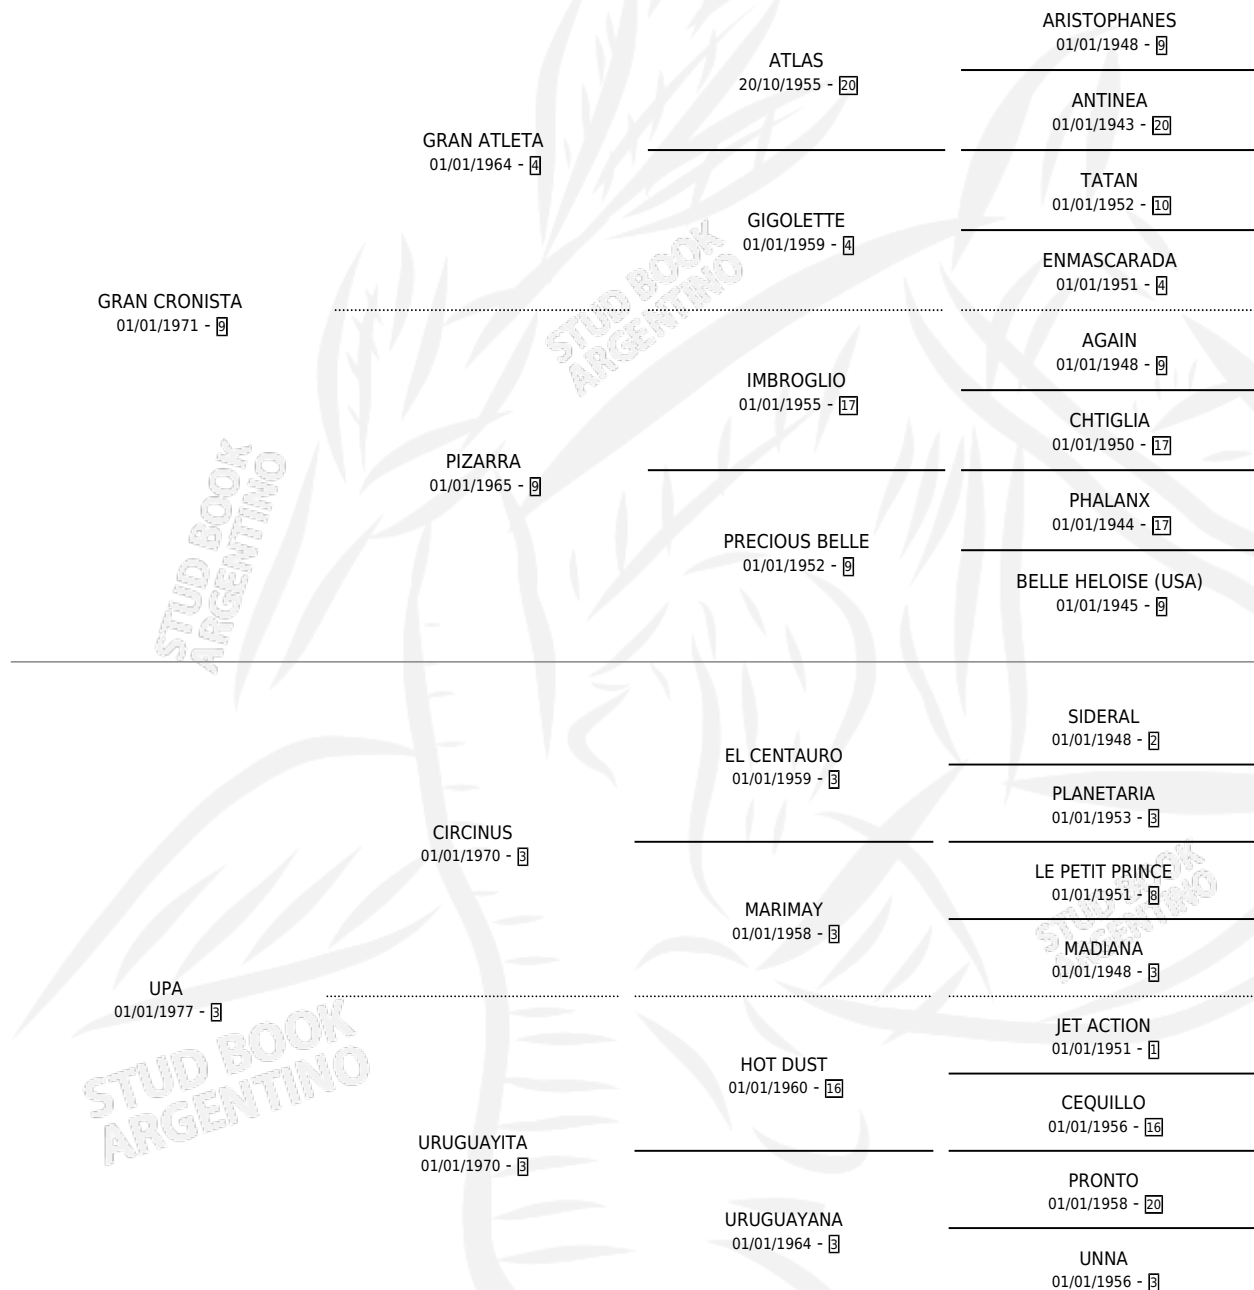 ARISTOPHANES
01/01/1948 - 9
ATLAS
20/10/1955 - 20
ANTINEA
01/01/1943 - 20
GRAN ATLETA
01/01/1964 - 4
TATAN
01/01/1952 - 10
GIGOLETTE
01/01/1959 - 4
ENMASCARADA
01/01/1951 - 4
GRAN CRONISTA
01/01/1971 - 9
STUD BOOK
ARGENTINO
AGAIN
01/01/1948 - 9
IMBROGLIO
01/01/1955 - 17
CHTIGLIA
01/01/1950 - 17
PIZARRA
01/01/1965 - 9
PHALANX
01/01/1944 - 17
PRECIOUS BELLE
01/01/1952 - 9
BELLE HELOISE (USA)
01/01/1945 - 9
STUD BOOK
ARGENTINO
SIDERAL
01/01/1948 - 2
EL CENTAURO
01/01/1959 - 3
PLANETARIA
01/01/1953 - 3
CIRCINUS
01/01/1970 - 3
LE PETIT PRINCE
01/01/1951 - 8
MARIMAY
01/01/1958 - 3
MADIANA
01/01/1948 - 3
STUD BOOK
ARGENTINO
UPA
01/01/1977 - 3
JET ACTION
01/01/1951 - 1
HOT DUST
01/01/1960 - 16
CEQUILLO
01/01/1956 - 16
STUD BOOK
ARGENTINO
URUGUAYITA
01/01/1970 - 3
PRONTO
01/01/1958 - 20
URUGUAYANA
01/01/1964 - 3
UNNA
01/01/1956 - 3